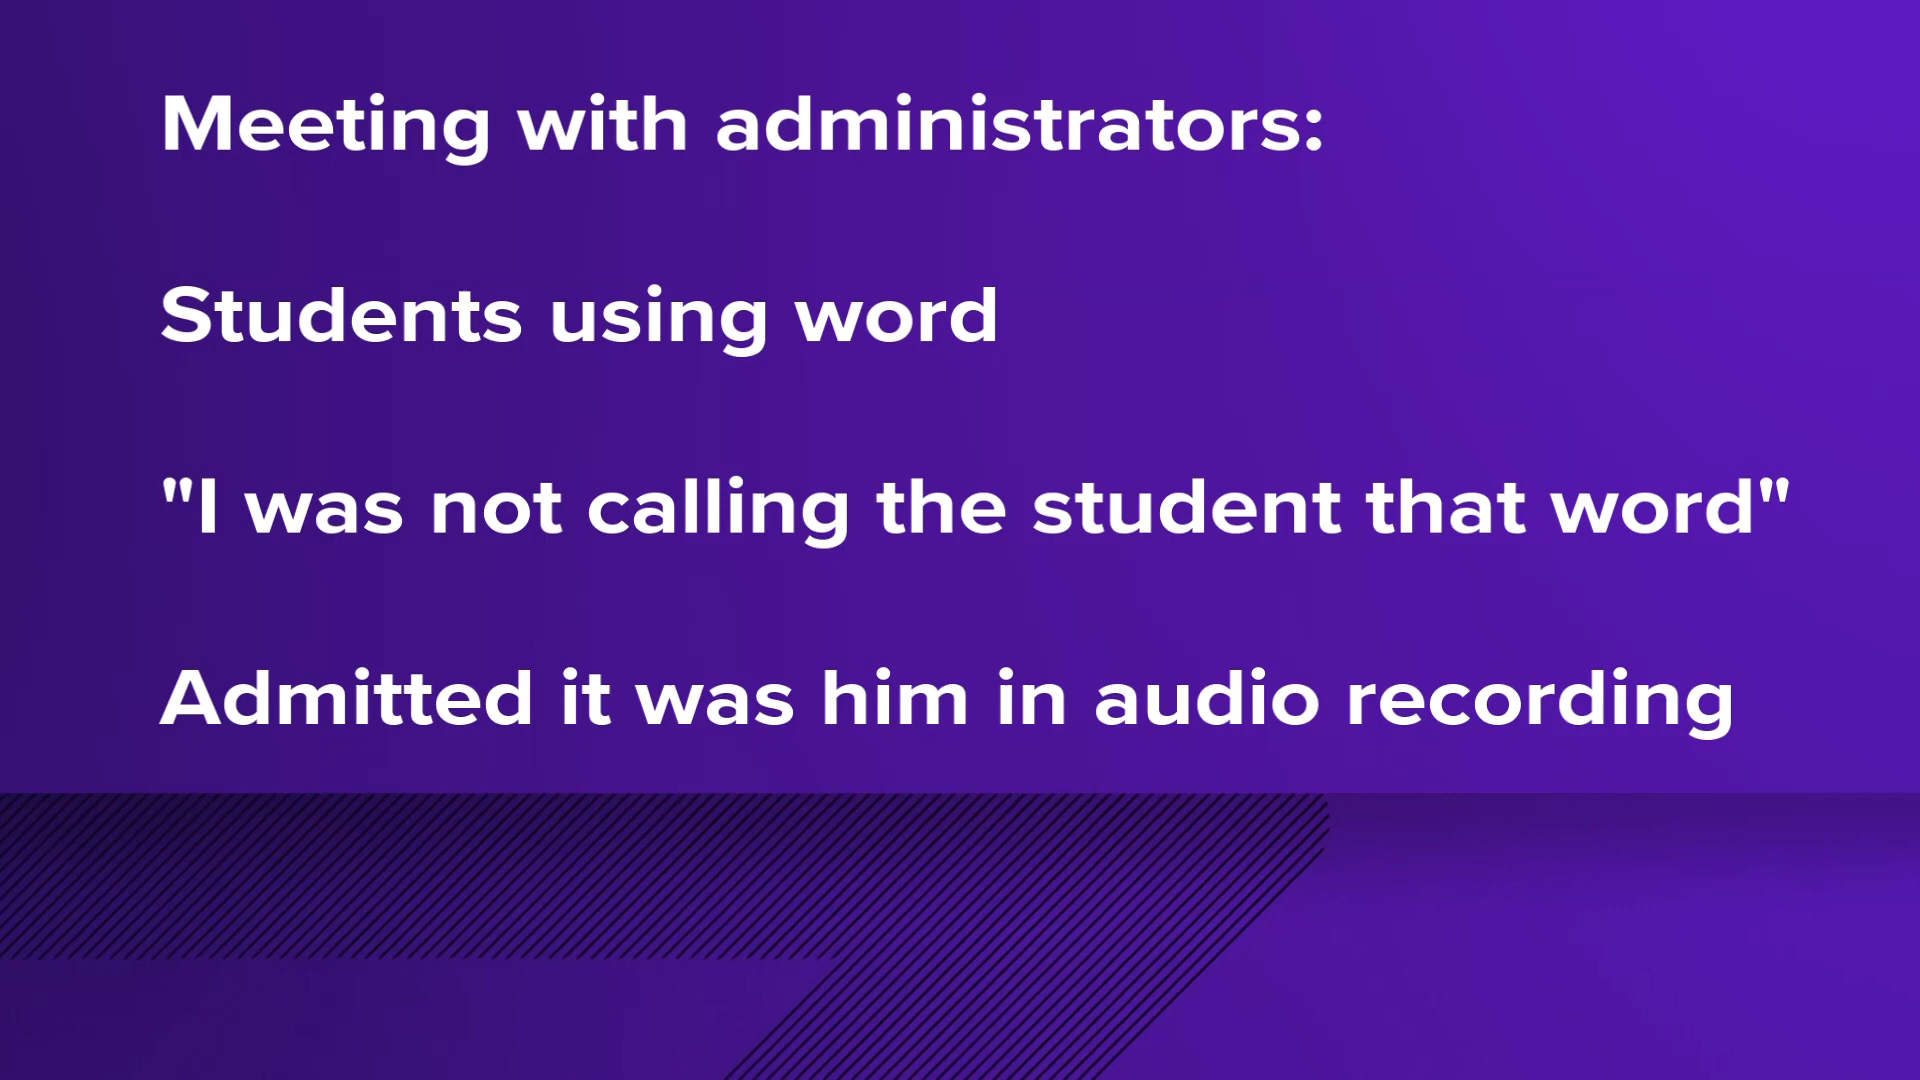 Meeting with administrators:
Students using word
"I was not calling the student that word"
Admitted it was him in audio recording